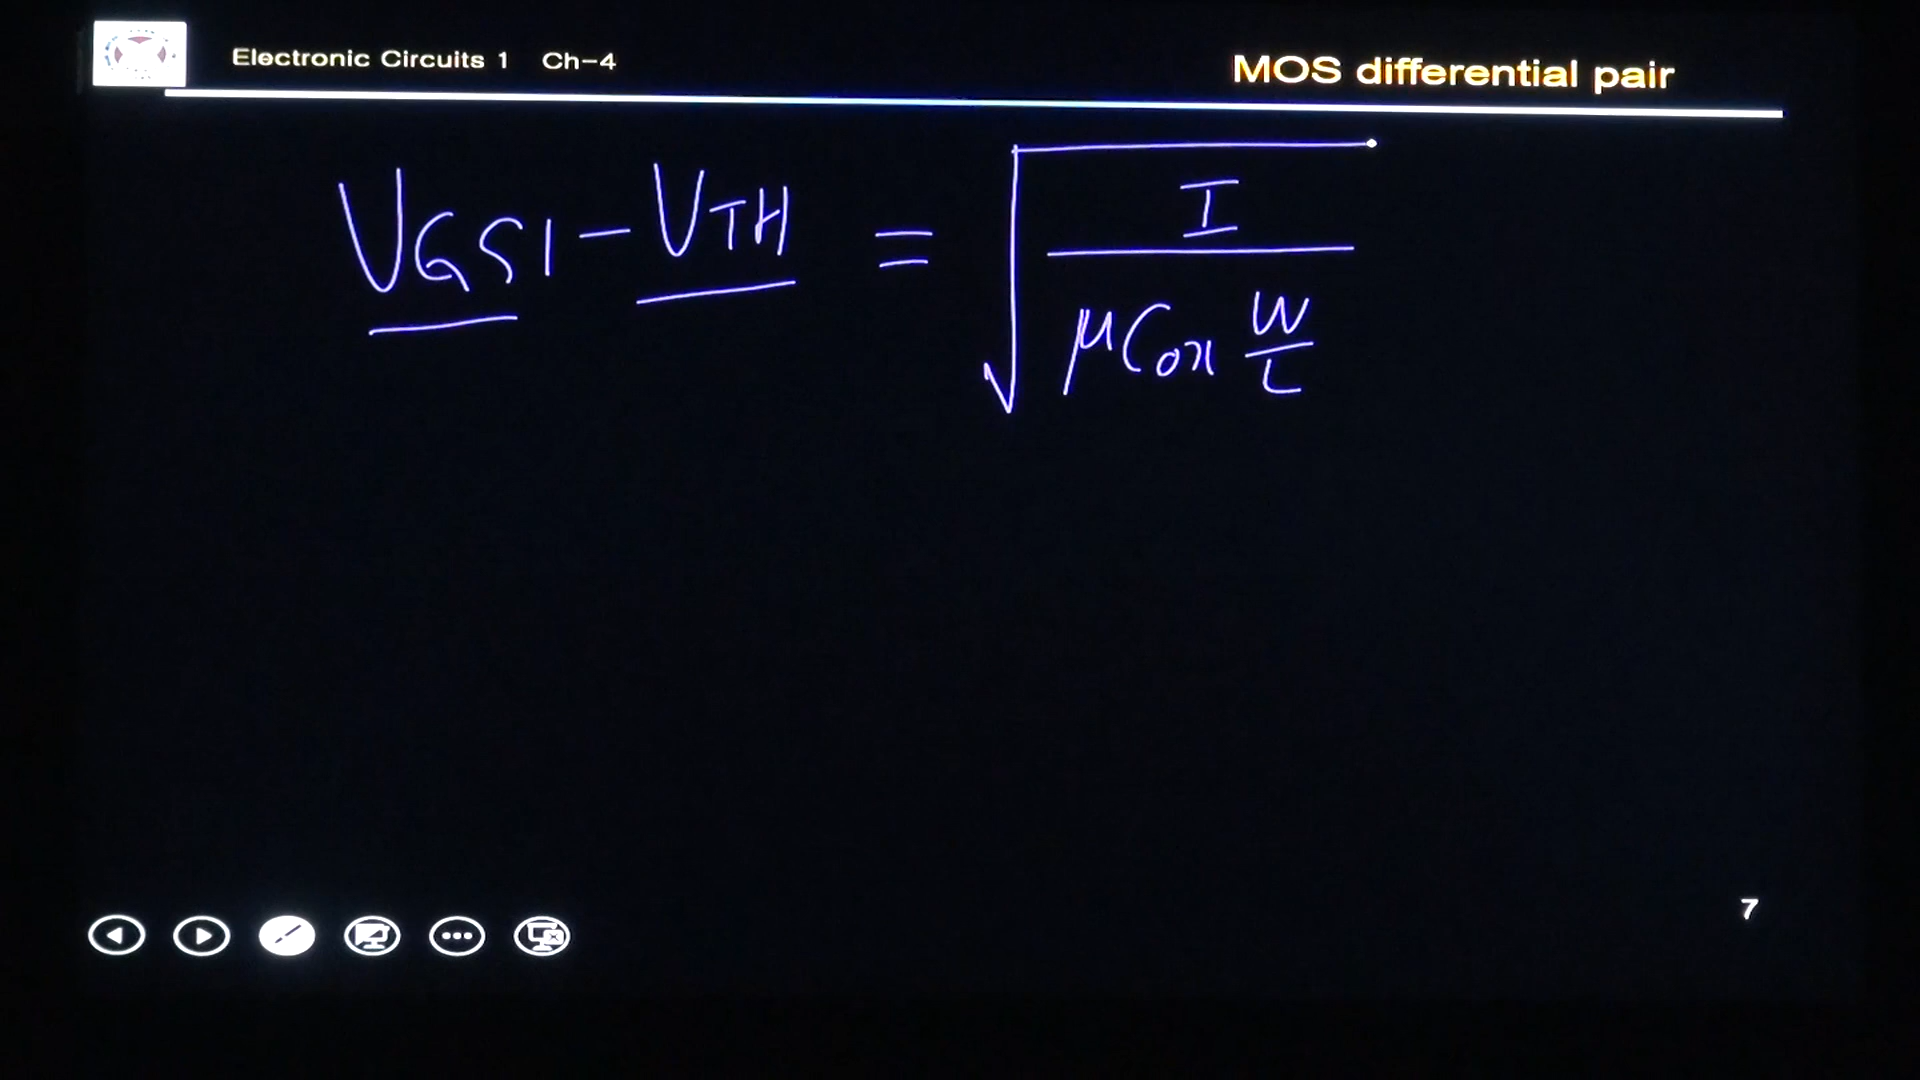 Electronic Circuits 1 Ch-4
MOS differential pair
VGS1 - VTH = √(I / (μCox W/L))
7